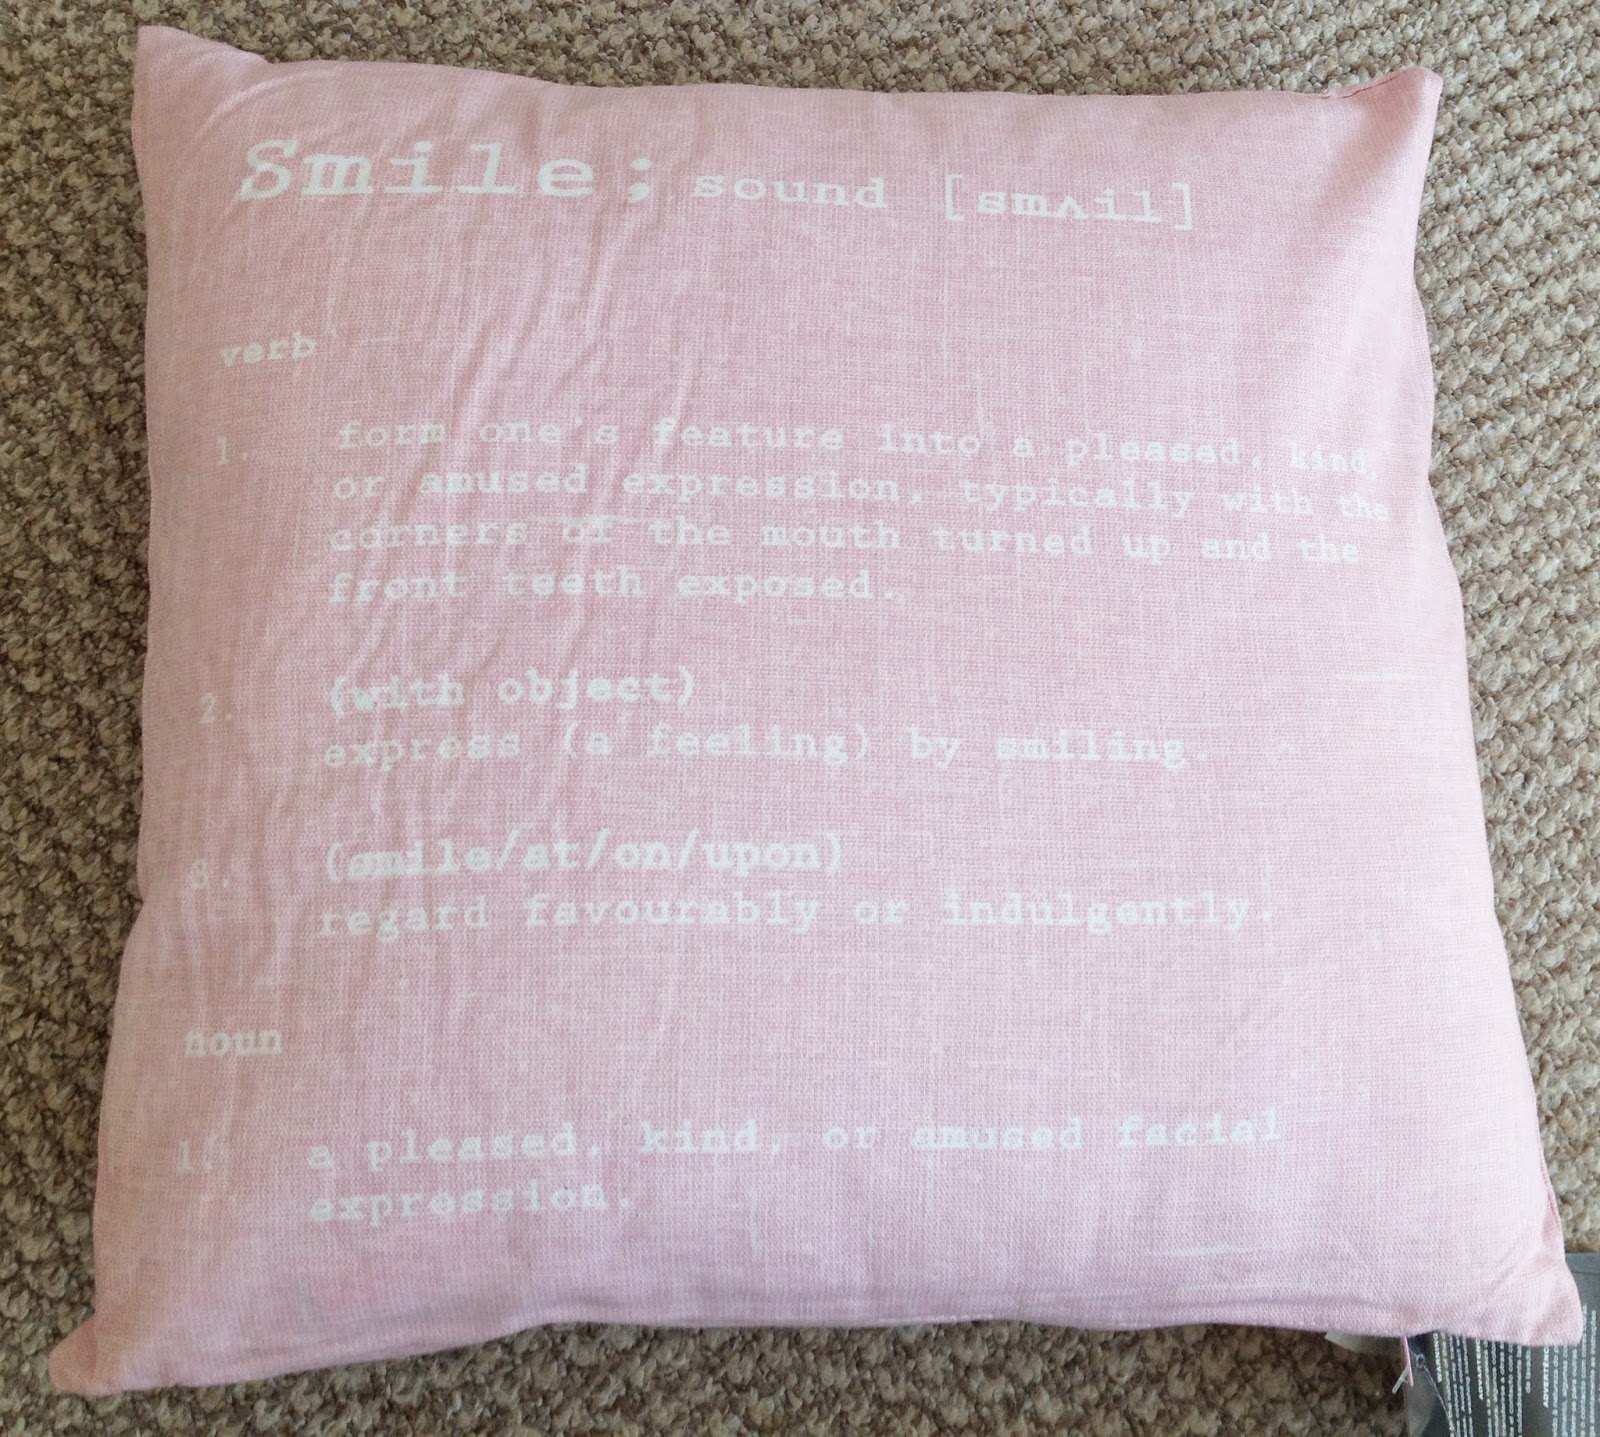 Smile; sound [smʌil]
verb
1. form one's feature into a pleased, kind,
or amused expression, typically with the
corners of the mouth turned up and the
front teeth exposed.
2. (with object)
express (a feeling) by smiling.
3. (smile/at/on/upon)
regard favourably or indulgently.
noun
1. a pleased, kind, or amused facial
expression.